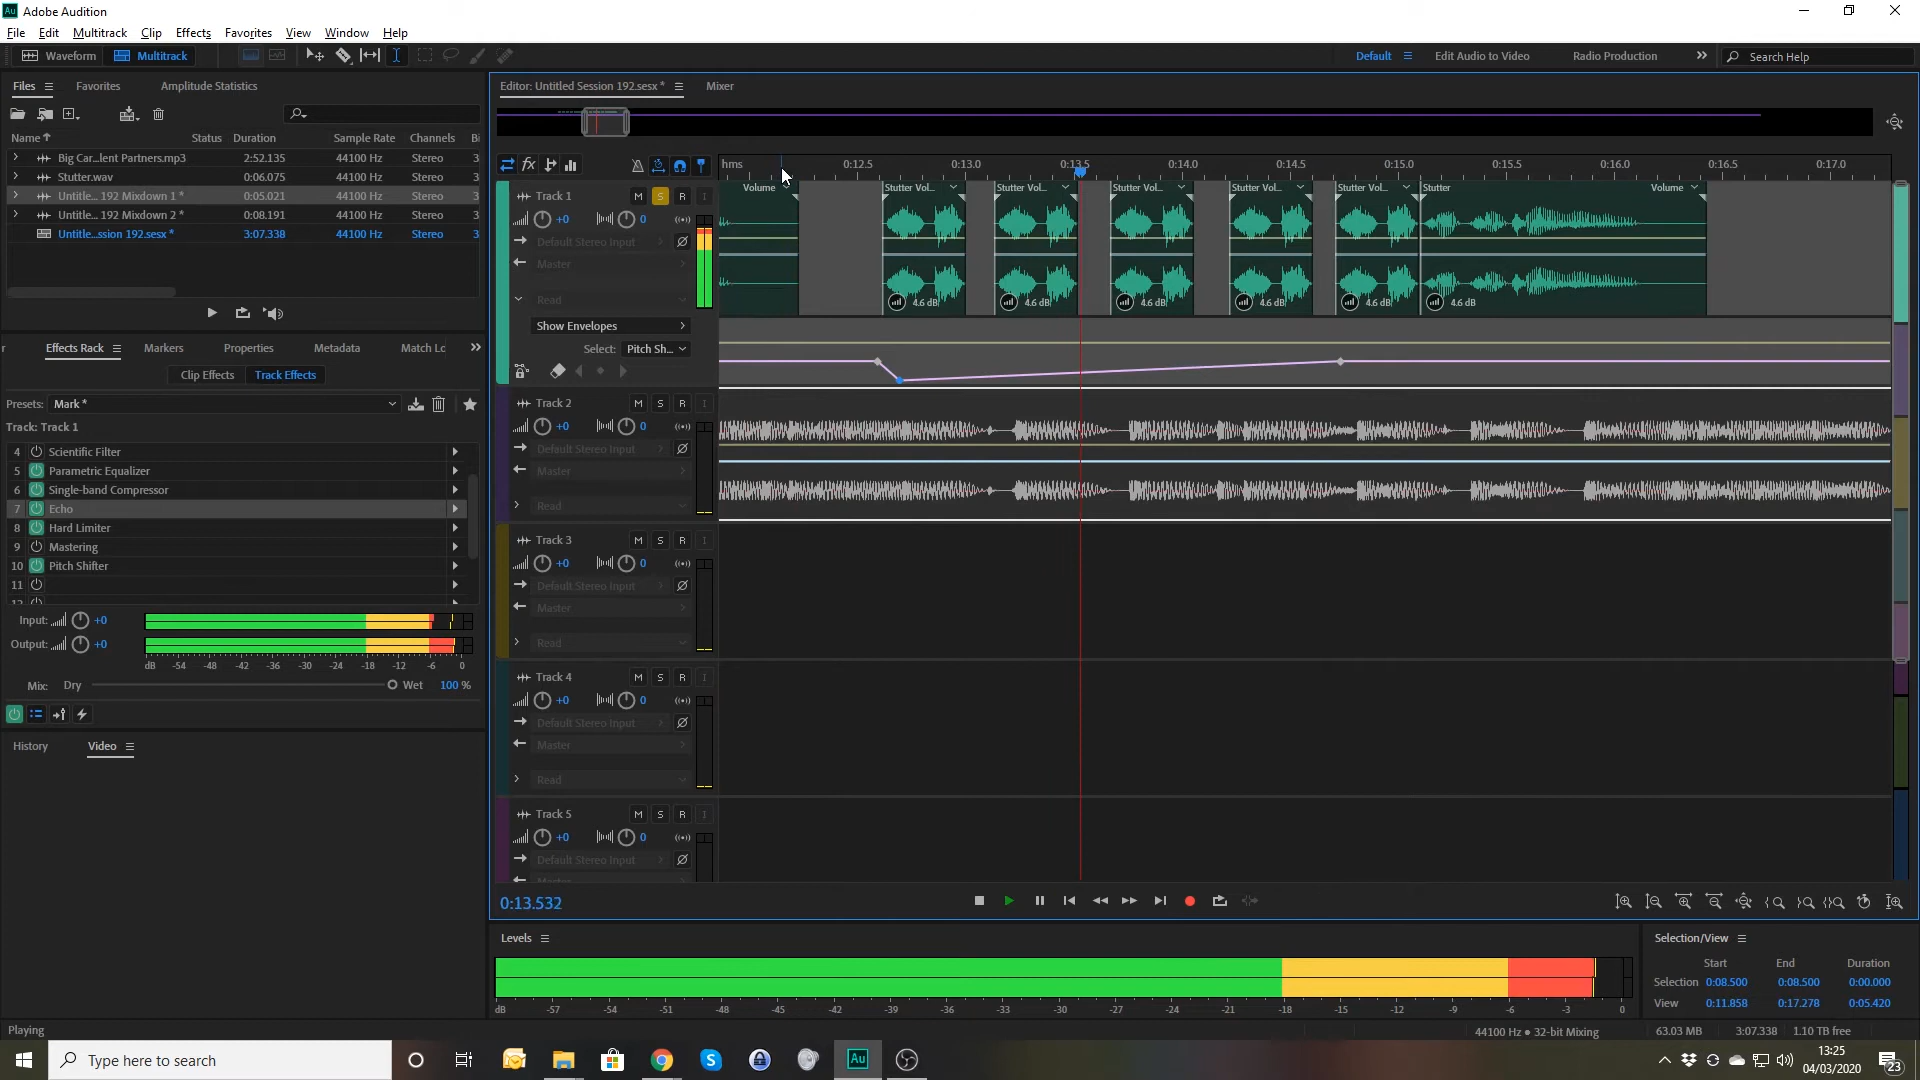 Au Adobe Audition
File Edit Multitrack Clip Effects Favorites View Window Help
Waveform Multitrack Default Edit Audio to Video Radio Production Search Help
Files Favorites Amplitude Statistics
Editor: Untitled Session 192.sesx * Mixer
Name Status Duration Sample Rate Channels Bi
Big Car...lent Partners.mp3 2:52.135 44100 Hz Stereo 3
Stutter.wav 0:06.075 44100 Hz Stereo 3
Untitle... 192 Mixdown 1 * 0:05.021 44100 Hz Stereo 3
Untitle... 192 Mixdown 2 * 0:08.191 44100 Hz Stereo 3
Untitle...ssion 192.sesx * 3:07.338 44100 Hz Stereo 3
Effects Rack Markers Properties Metadata Match Lo
Clip Effects Track Effects
Presets: Mark *
Track: Track 1
4 Scientific Filter
5 Parametric Equalizer
6 Single-band Compressor
7 Echo
8 Hard Limiter
9 Mastering
10 Pitch Shifter
11
Input: +0
Output: +0
dB -54 -48 -42 -36 -30 -24 -18 -12 -6 0
Mix: Dry Wet 100 %
History Video
fx hms 0:12.5 0:13.0 0:13.5 0:14.0 0:14.5 0:15.0 0:15.5 0:16.0 0:16.5 0:17.0
Volume Stutter Vol... Stutter Vol... Stutter Vol... Stutter Vol... Stutter Vol... Stutter Volume
4.6 dB 4.6 dB 4.6 dB 4.6 dB 4.6 dB 4.6 dB
Track 1 M S R I
+0 0
Default Stereo Input
Master
Read
Show Envelopes
Select: Pitch Sh...
Track 2 M S R I
+0 0
Default Stereo Input
Master
Read
Track 3 M S R I
+0 0
Default Stereo Input
Master
Read
Track 4 M S R I
+0 0
Default Stereo Input
Master
Read
Track 5 M S R I
+0 0
Default Stereo Input
0:13.532
Levels
dB -57 -54 -51 -48 -45 -42 -39 -36 -33 -30 -27 -24 -21 -18 -15 -12 -9 -6 -3 0
Selection/View
Start End Duration
Selection 0:08.500 0:08.500 0:00.000
View 0:11.858 0:17.278 0:05.420
Playing 44100 Hz ● 32-bit Mixing 63.03 MB 3:07.338 1.10 TB free
Type here to search
Au
13:25
04/03/2020
23